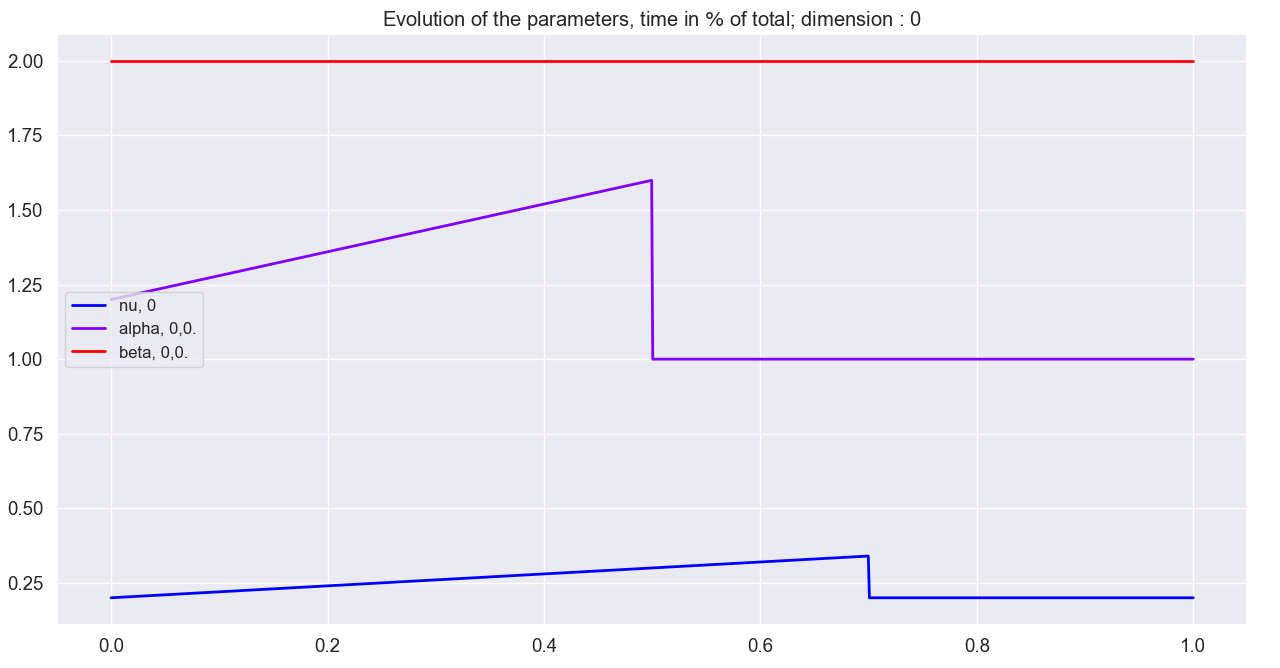 Evolution of the parameters, time in % of total; dimension : 0
2.00
1.75
1.50
1.25
1.00
0.75
0.50
0.25
nu, 0
alpha, 0,0.
beta, 0,0.
0.0 0.2 0.4 0.6 0.8 1.0